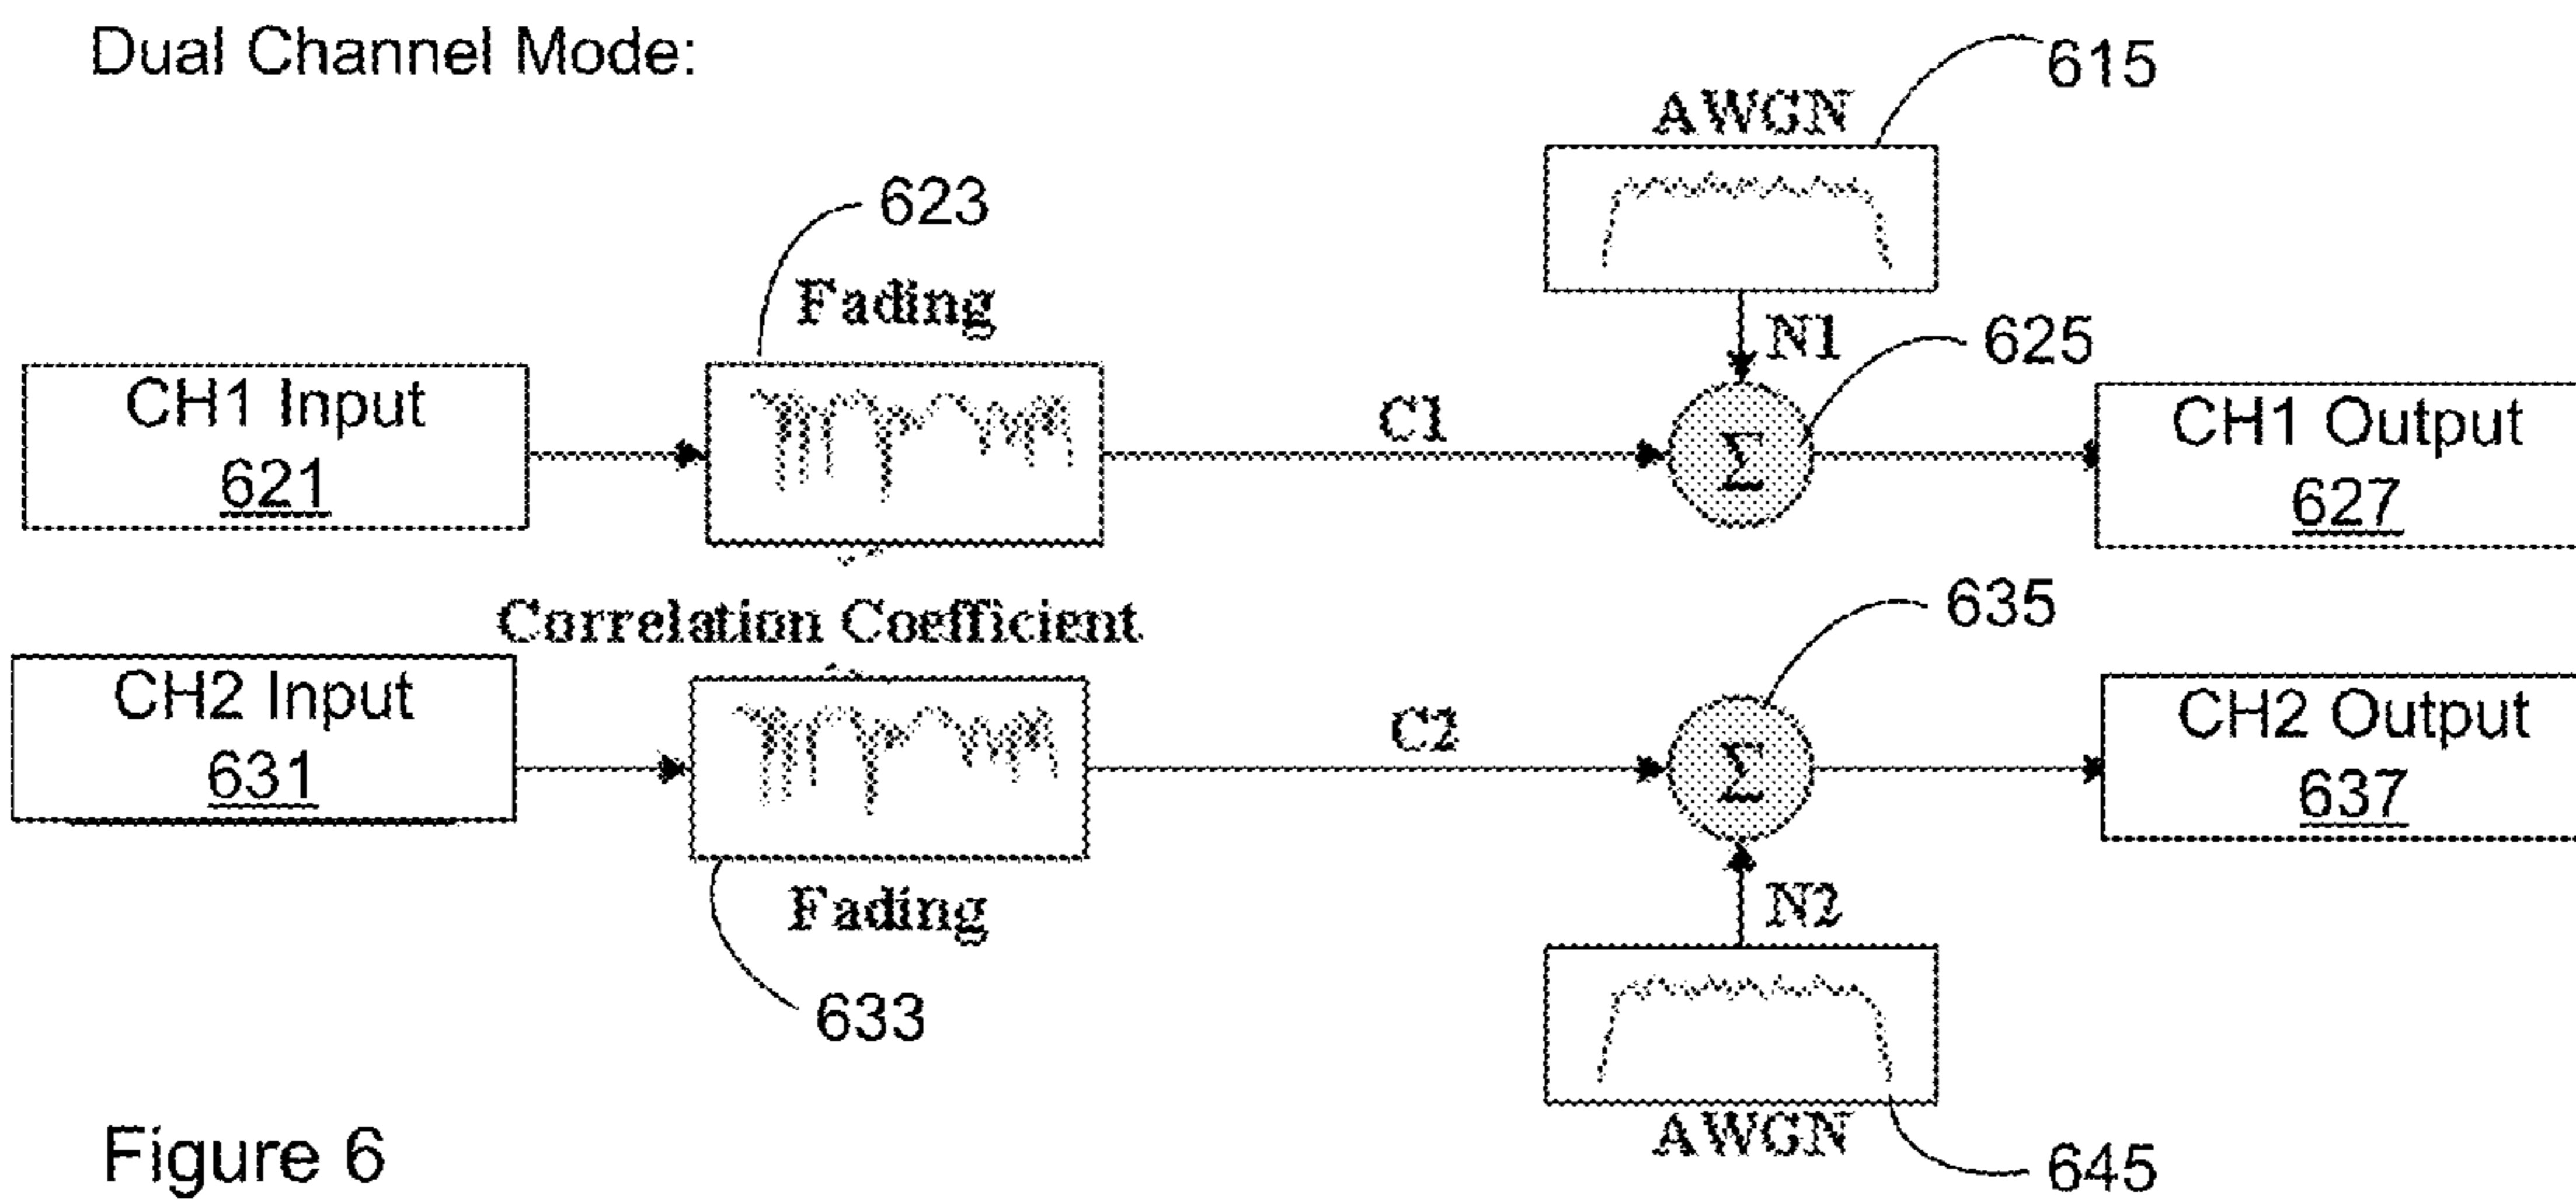 Dual Channel Mode:
615
AWGN
623
Fading
N1
625
CH1 Input
621
C1
Σ
CH1 Output
627
Correlation Coefficient
635
CH2 Input
631
C2
Σ
CH2 Output
637
Fading
N2
633
AWGN
Figure 6
645